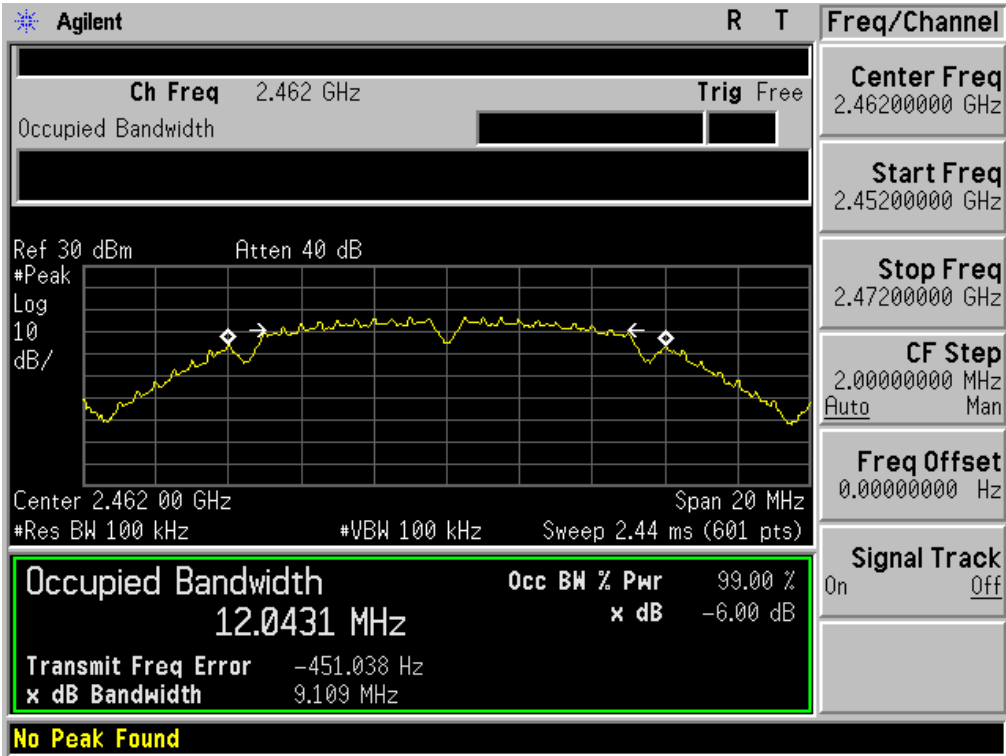 Agilent R T Freq/Channel
Ch Freq 2.462 GHz Trig Free
Occupied Bandwidth
Center Freq
2.46200000 GHz
Start Freq
2.45200000 GHz
Stop Freq
2.47200000 GHz
CF Step
2.00000000 MHz
Auto Man
Freq Offset
0.00000000 Hz
Signal Track
On Off
Ref 30 dBm Atten 40 dB
#Peak
Log
10
dB/
Center 2.462 00 GHz Span 20 MHz
#Res BW 100 kHz #VBW 100 kHz Sweep 2.44 ms (601 pts)
Occupied Bandwidth Occ BW % Pwr 99.00 %
12.0431 MHz x dB -6.00 dB
Transmit Freq Error -451.038 Hz
x dB Bandwidth 9.109 MHz
No Peak Found